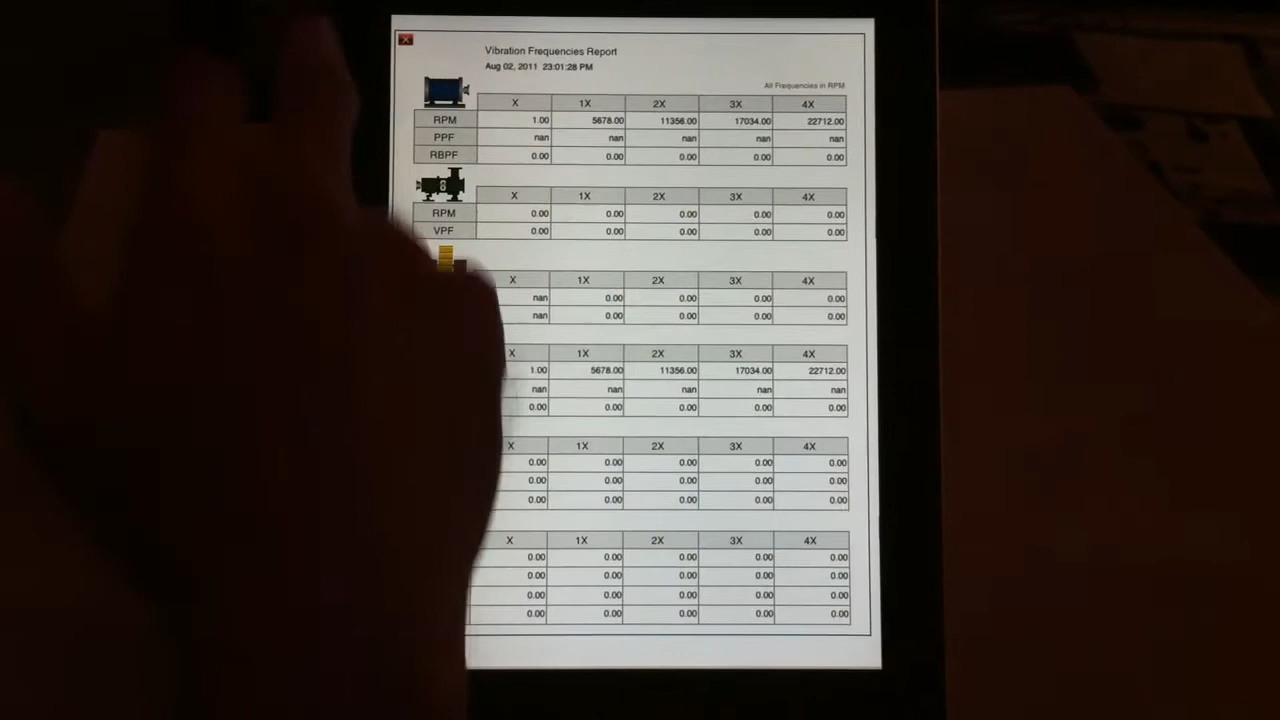 Vibration Frequencies Report
Aug 02, 2011 23:01:28 PM
All Frequencies in RPM
X 1X 2X 3X 4X
RPM 1.00 5678.00 11356.00 17034.00 22712.00
PPF nan nan nan nan nan
RBPF 0.00 0.00 0.00 0.00 0.00
X 1X 2X 3X 4X
RPM 0.00 0.00 0.00 0.00 0.00
VPF 0.00 0.00 0.00 0.00 0.00
X 1X 2X 3X 4X
nan 0.00 0.00 0.00 0.00
nan 0.00 0.00 0.00 0.00
X 1X 2X 3X 4X
1.00 5678.00 11356.00 17034.00 22712.00
nan nan nan nan nan
0.00 0.00 0.00 0.00 0.00
X 1X 2X 3X 4X
0.00 0.00 0.00 0.00 0.00
0.00 0.00 0.00 0.00 0.00
0.00 0.00 0.00 0.00 0.00
X 1X 2X 3X 4X
0.00 0.00 0.00 0.00 0.00
0.00 0.00 0.00 0.00 0.00
0.00 0.00 0.00 0.00 0.00
0.00 0.00 0.00 0.00 0.00